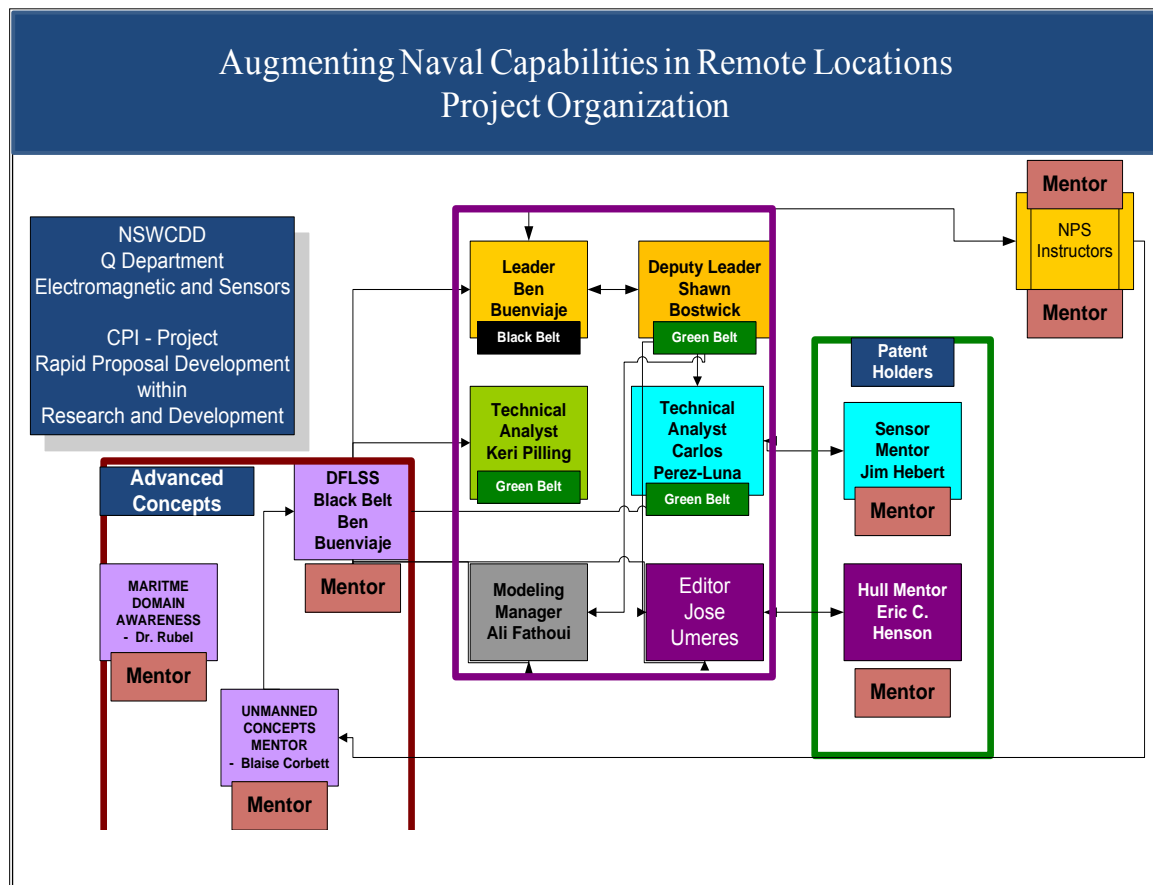 Augmenting Naval Capabilities in Remote Locations
Project Organization
NSWCDD
Q Department
Electromagnetic and Sensors
CPI - Project
Rapid Proposal Development
within
Research and Development
Leader
Ben
Buenviaje
Black Belt
Deputy Leader
Shawn
Bostwick
Green Belt
Mentor
NPS
Instructors
Mentor
Technical
Analyst
Keri Pilling
Green Belt
Technical
Analyst
Carlos
Perez-Luna
Green Belt
Patent
Holders
Sensor
Mentor
Jim Hebert
Mentor
Advanced
Concepts
DFLSS
Black Belt
Ben
Buenviaje
Mentor
MARITME
DOMAIN
AWARENESS
- Dr. Rubel
Mentor
UNMANNED
CONCEPTS
MENTOR
- Blaise Corbett
Mentor
Modeling
Manager
Ali Fathoui
Editor
Jose
Umeres
Hull Mentor
Eric C.
Henson
Mentor